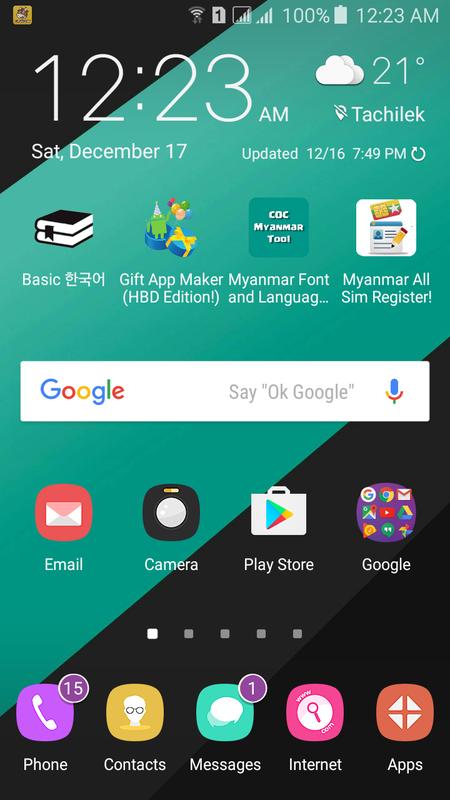 1 100% 12:23 AM
12:23 AM
21°
Tachilek
Sat, December 17
Updated 12/16 7:49 PM
CDC
Myanmar
Tool
Basic 한국어
Gift App Maker
(HBD Edition!)
Myanmar Font
and Languag...
Myanmar All
Sim Register!
Google
Say "Ok Google"
Email
Camera
Play Store
Google
15
1
www
com
Phone
Contacts
Messages
Internet
Apps